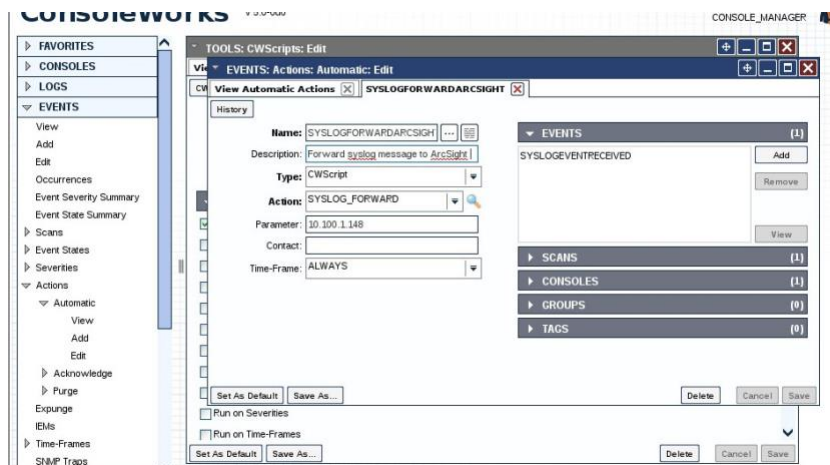 ConsoleWorks
CONSOLE_MANAGER
FAVORITES
CONSOLES
LOGS
EVENTS
View
Add
Edit
Occurrences
Event Severity Summary
Event State Summary
Scans
Event States
Severities
Actions
Automatic
View
Add
Edit
Acknowledge
Purge
Expunge
IEMs
Time-Frames
SNMP Traps
TOOLS: CWScripts: Edit
EVENTS: Actions: Automatic: Edit
View Automatic Actions
SYSLOGFORWARDARCSIGHT
History
Name: SYSLOGFORWARDARCSIGH ...
Description: Forward syslog message to ArcSight
Type: CWScript
Action: SYSLOG_FORWARD
Parameter: 10.100.1.148
Contact:
Time-Frame: ALWAYS
EVENTS (1)
SYSLOGEVENTRECEIVED
Add
Remove
View
SCANS (1)
CONSOLES (1)
GROUPS (0)
TAGS (0)
Set As Default Save As... Delete Cancel Save
Run on Severities
Run on Time-Frames
Set As Default Save As... Delete Cancel Save